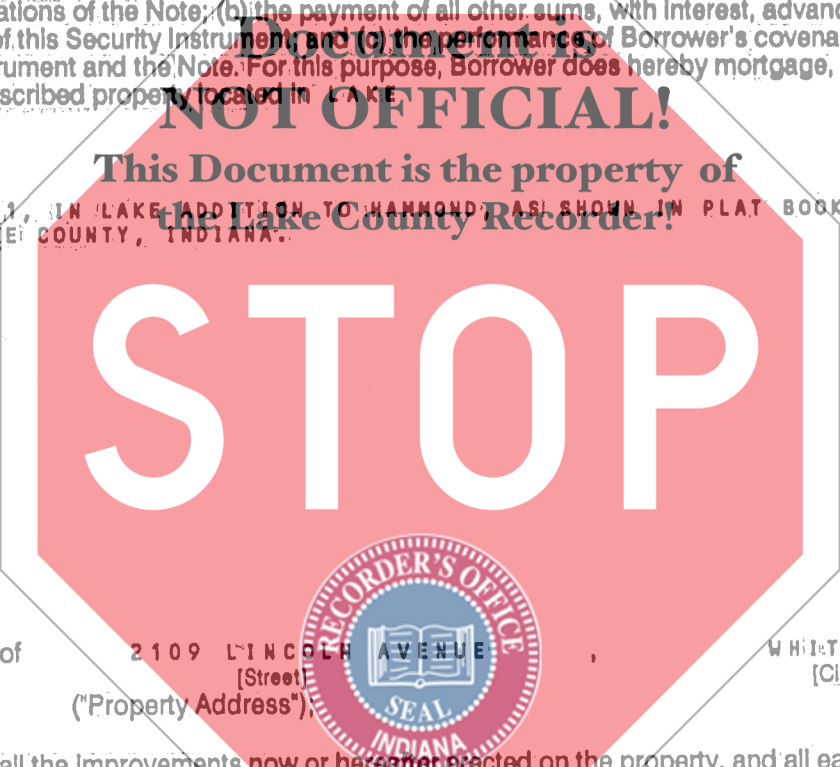 ations of the Note; (b) the payment of all other sums, with interest, advan
of this Security Instrument; and (c) the performance of Borrower's covena
rument and the Note. For this purpose, Borrower does hereby mortgage,
scribed property located in LAKE
Document is
NOT OFFICIAL!
This Document is the property of
the Lake County Recorder!
1, IN LAKE ADDITION TO HAMMOND, AS SHOWN IN PLAT BOOK
E COUNTY, INDIANA.
STOP
RECORDER'S OFFICE
SEAL
INDIANA
of 2109 LINCOLN AVENUE , WHIT
[Street] [Ci
("Property Address");
all the improvements now or hereafter erected on the property, and all ea